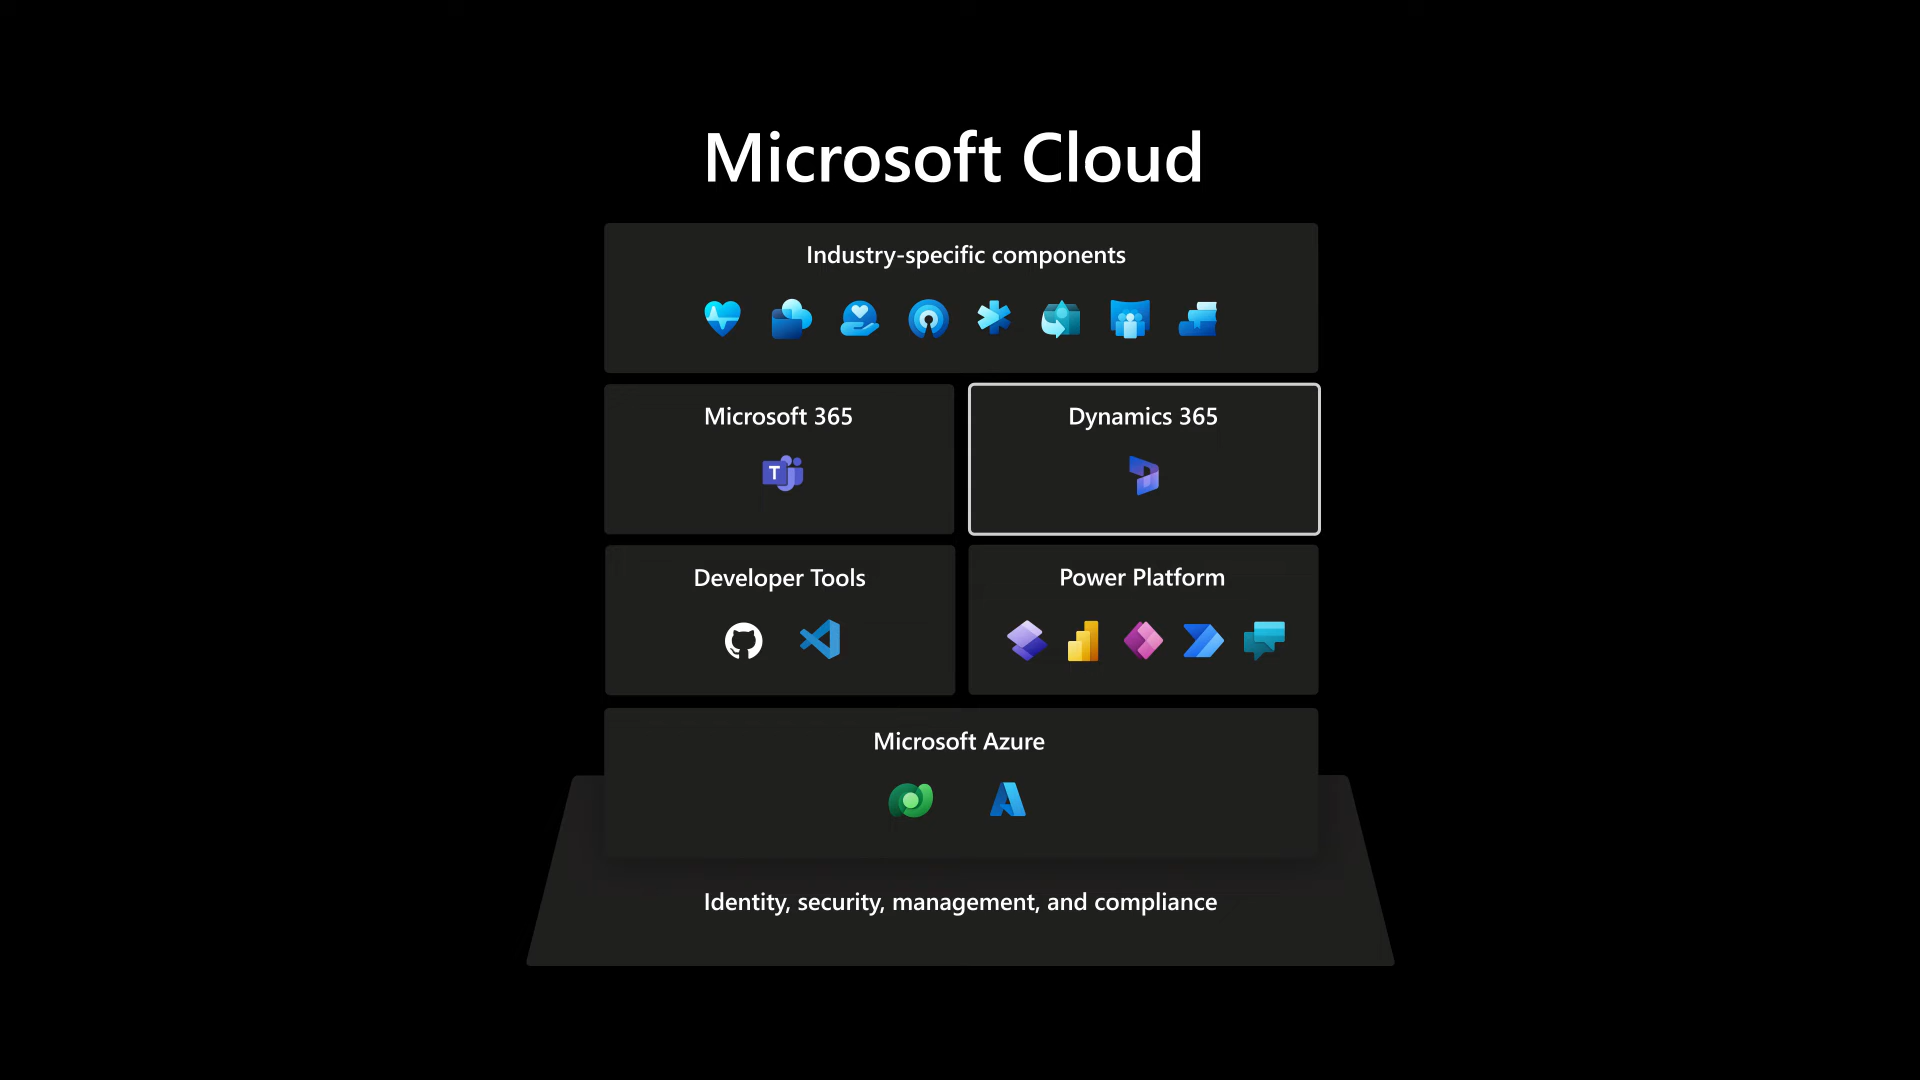 Microsoft Cloud
Industry-specific components
Microsoft 365
Dynamics 365
T
Developer Tools
Power Platform
Microsoft Azure
Identity, security, management, and compliance